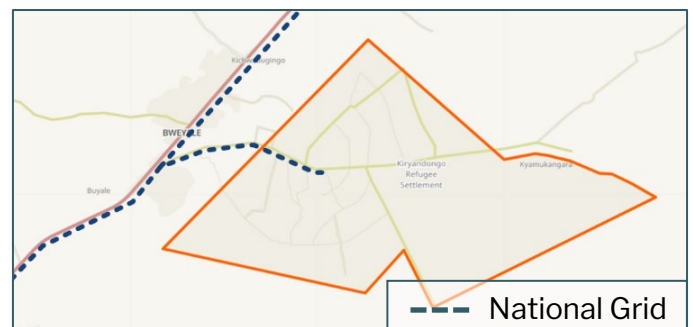 BWEYALE
Buyale
Kiryandongo
Refugee
Settlement
Kyamukangara
National Grid